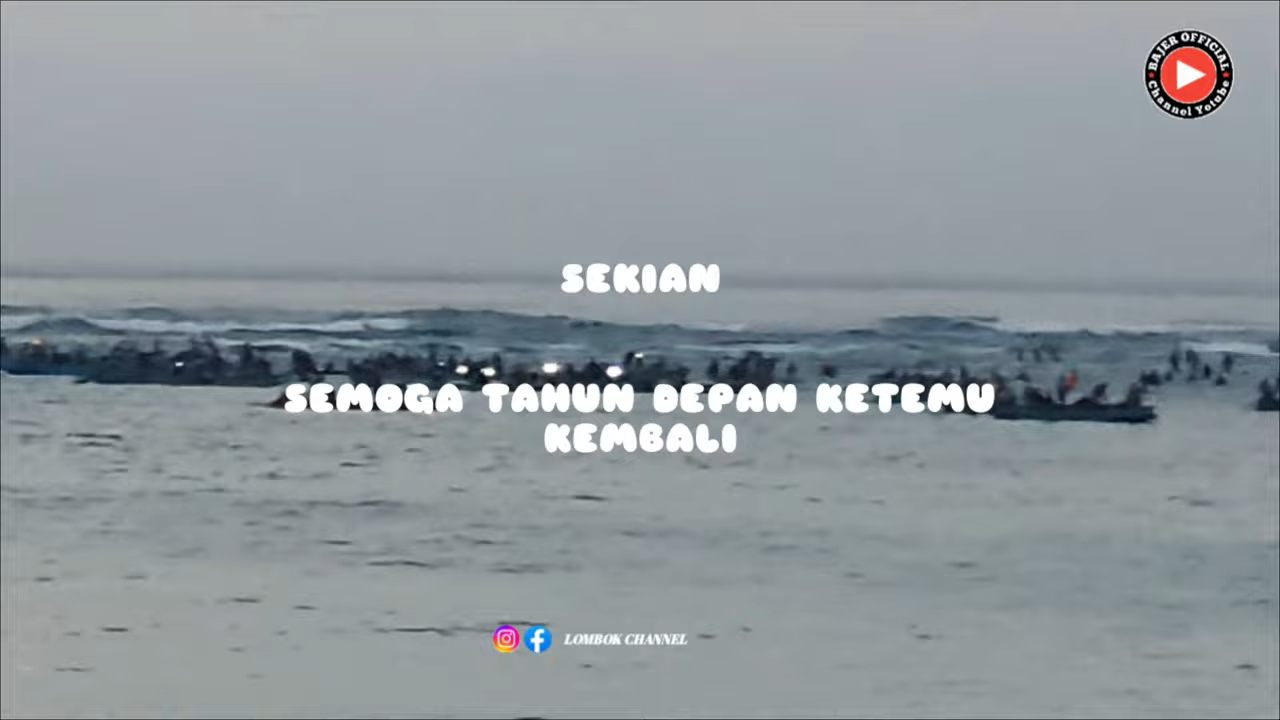 BAJER OFFICIAL
Channel Yotube
SEKIAN
SEMOGA TAHUN DEPAN KETEMU
KEMBALI
LOMBOK CHANNEL